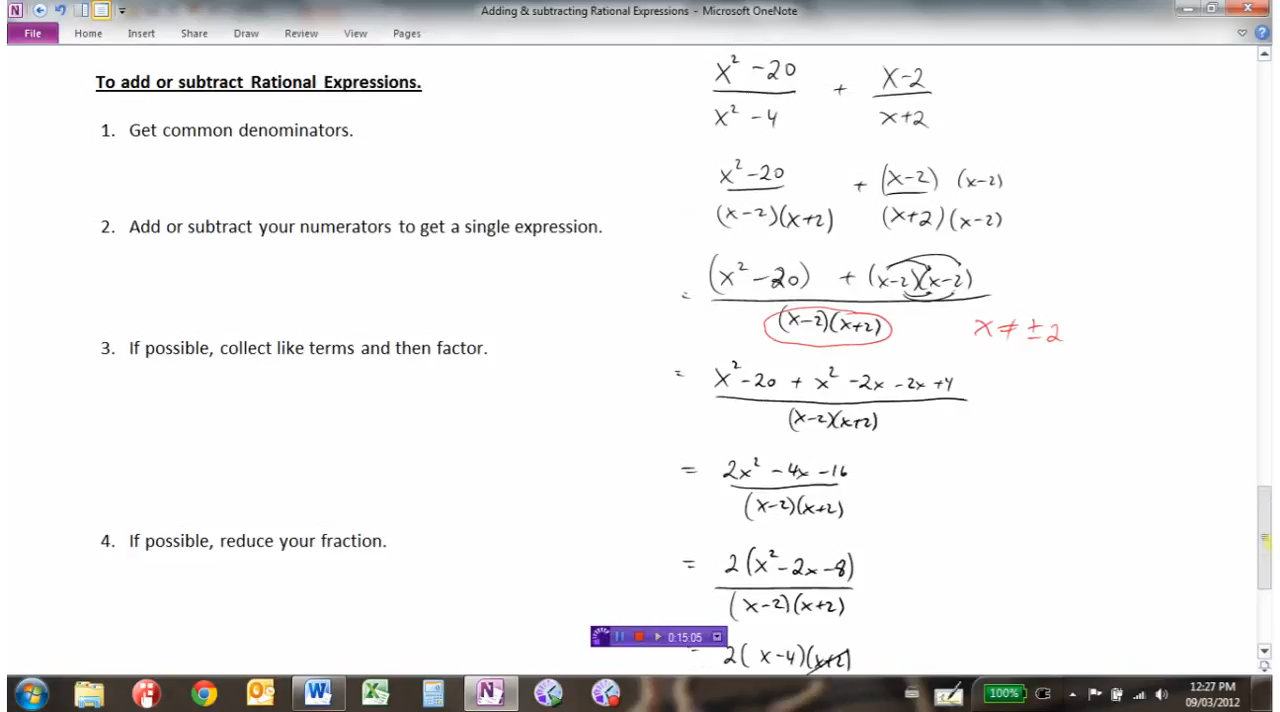 Adding & subtracting Rational Expressions - Microsoft OneNote
File Home Insert Share Draw Review View Pages
To add or subtract Rational Expressions.
1. Get common denominators.
2. Add or subtract your numerators to get a single expression.
3. If possible, collect like terms and then factor.
4. If possible, reduce your fraction.
x² -20 + x-2
x² - 4 x+2
x² -20 + (x-2) (x-2)
(x-2)(x+2) (x+2)(x-2)
= (x² -20) + (x-2)(x-2)
(x-2)(x+2) x ≠ ±2
= x² -20 + x² -2x -2x +4
(x-2)(x+2)
= 2x² -4x -16
(x-2)(x+2)
= 2(x² -2x -8)
(x-2)(x+2)
0:15:05
= 2(x-4)(x+2)
100%
12:27 PM
09/03/2012